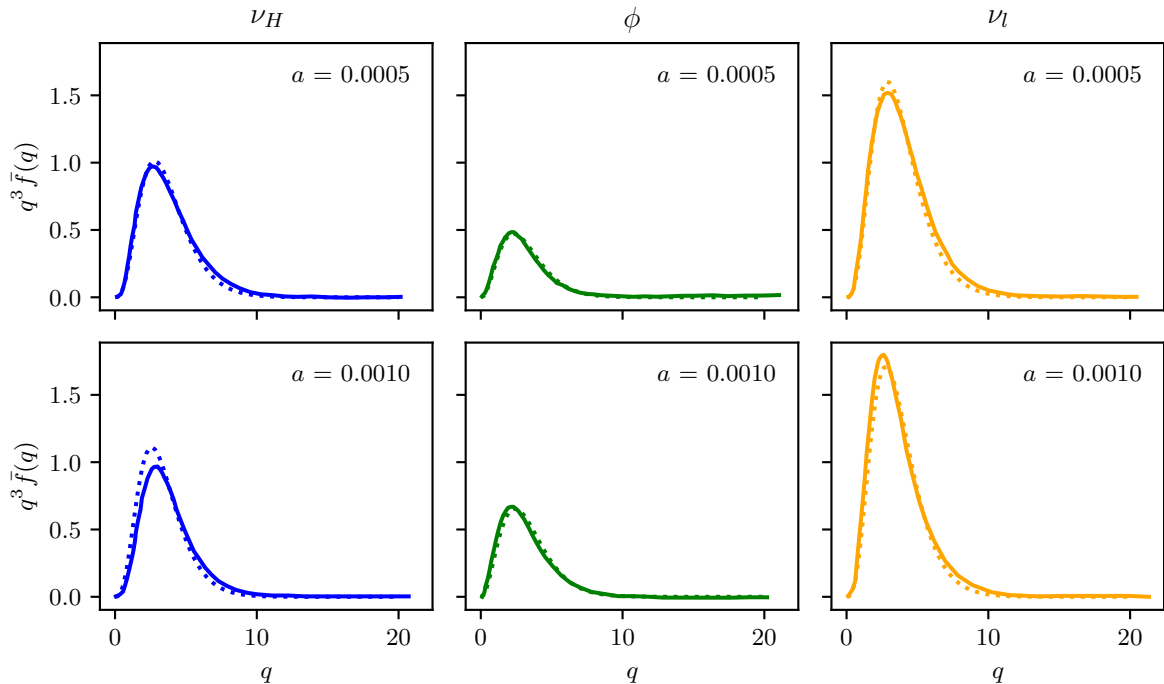 ν_H
φ
ν_l
q³ f̄(q)
1.5
1.0
0.5
0.0
a = 0.0005
a = 0.0005
a = 0.0005
q³ f̄(q)
1.5
1.0
0.5
0.0
a = 0.0010
a = 0.0010
a = 0.0010
0 10 20
0 10 20
0 10 20
q
q
q